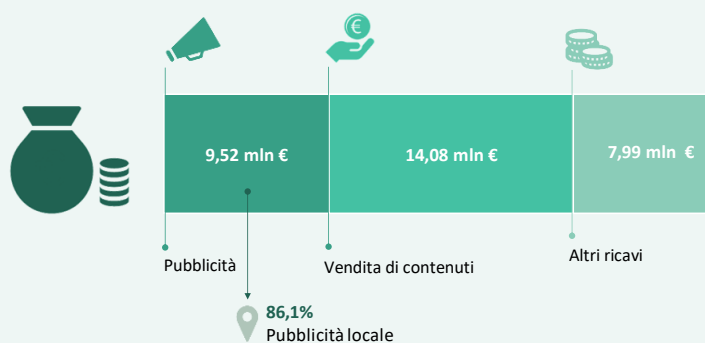 9,52 mln €
14,08 mln €
7,99 mln €
Pubblicità
Vendita di contenuti
Altri ricavi
86,1%
Pubblicità locale